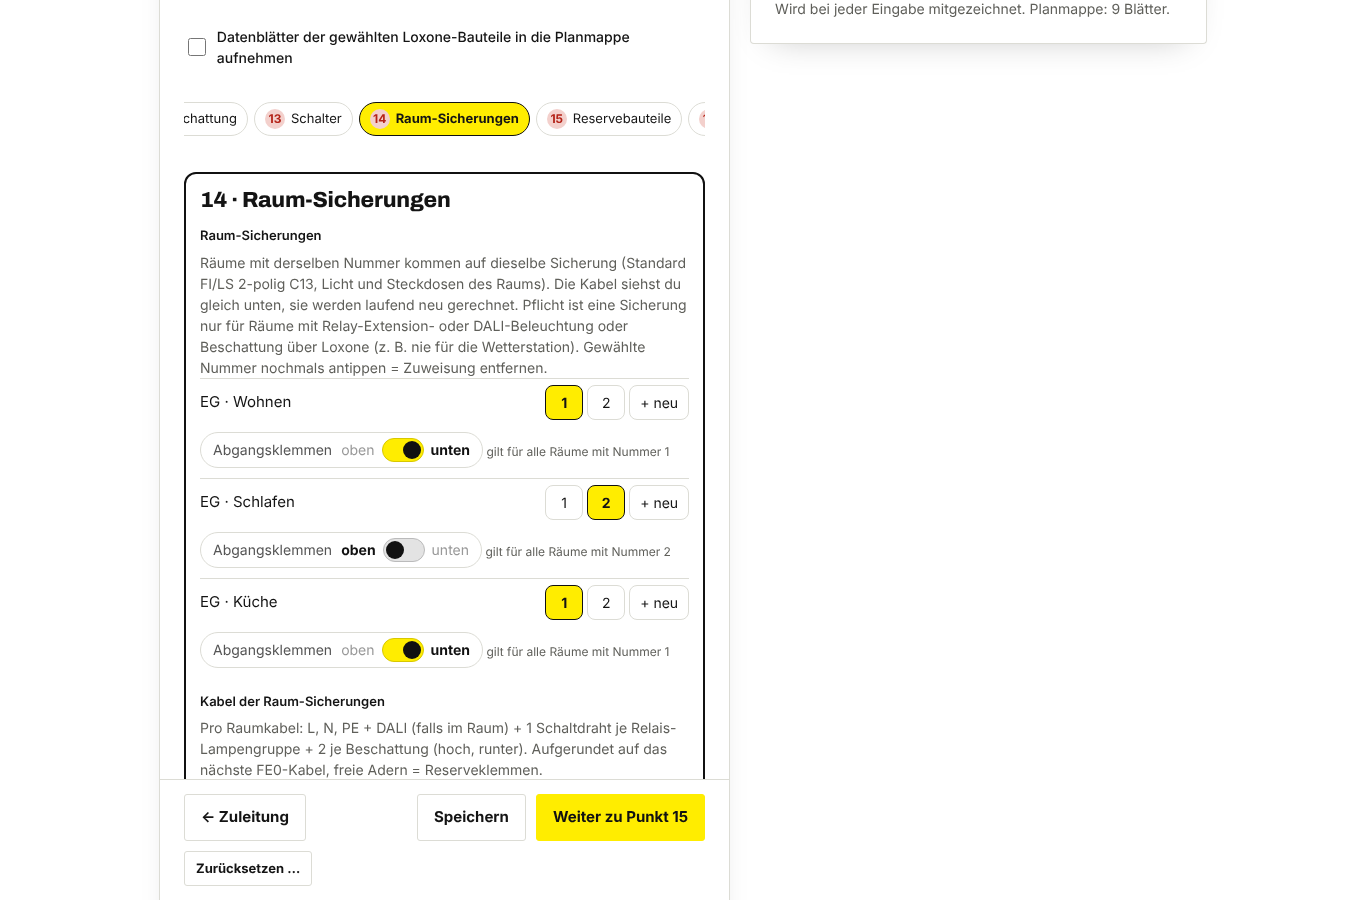 Wird bei jeder Eingabe mitgezeichnet. Planmappe: 9 Blätter.
Datenblätter der gewählten Loxone-Bauteile in die Planmappe
aufnehmen
chattung
13 Schalter
14 Raum-Sicherungen
15 Reservebauteile
14 · Raum-Sicherungen
Raum-Sicherungen
Räume mit derselben Nummer kommen auf dieselbe Sicherung (Standard
FI/LS 2-polig C13, Licht und Steckdosen des Raums). Die Kabel siehst du
gleich unten, sie werden laufend neu gerechnet. Pflicht ist eine Sicherung
nur für Räume mit Relay-Extension- oder DALI-Beleuchtung oder
Beschattung über Loxone (z. B. nie für die Wetterstation). Gewählte
Nummer nochmals antippen = Zuweisung entfernen.
EG · Wohnen 1 2 + neu
Abgangsklemmen oben unten gilt für alle Räume mit Nummer 1
EG · Schlafen 1 2 + neu
Abgangsklemmen oben unten gilt für alle Räume mit Nummer 2
EG · Küche 1 2 + neu
Abgangsklemmen oben unten gilt für alle Räume mit Nummer 1
Kabel der Raum-Sicherungen
Pro Raumkabel: L, N, PE + DALI (falls im Raum) + 1 Schaltdraht je Relais-
Lampengruppe + 2 je Beschattung (hoch, runter). Aufgerundet auf das
nächste FE0-Kabel, freie Adern = Reserveklemmen.
← Zuleitung
Speichern
Weiter zu Punkt 15
Zurücksetzen ...